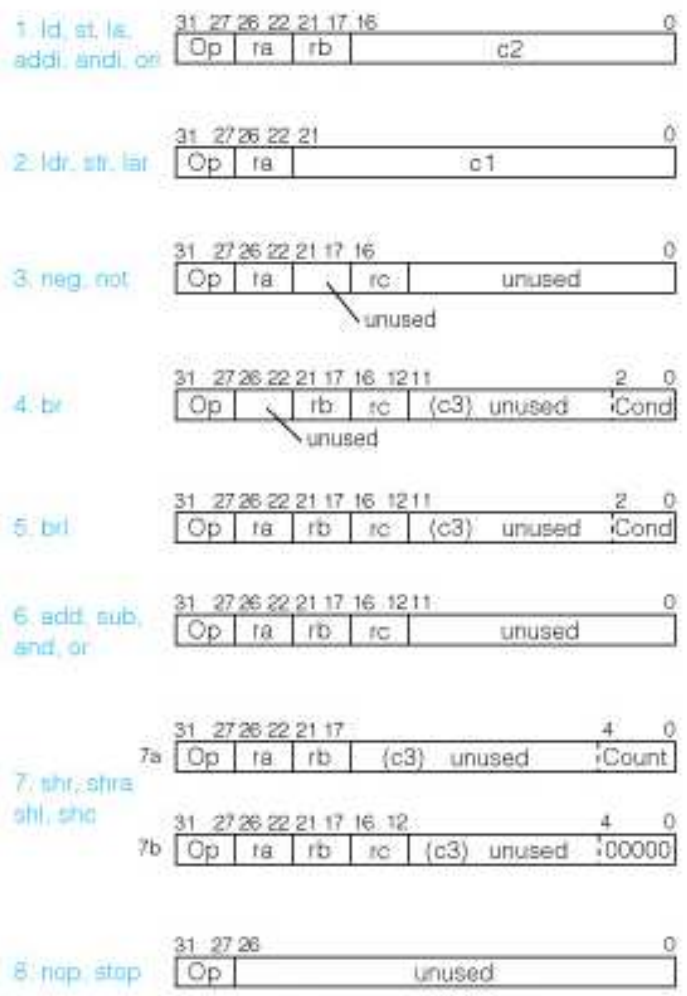 1. ld, st, la,
addi, andi, ori
31 27 26 22 21 17 16 0
Op ra rb c2
2. ldr, str, lar
31 27 26 22 21 0
Op ra c1
3. neg, not
31 27 26 22 21 17 16 0
Op ra rc unused
unused
4. br
31 27 26 22 21 17 16 12 11 2 0
Op rb rc (c3) unused Cond
unused
5. brl
31 27 26 22 21 17 16 12 11 2 0
Op ra rb rc (c3) unused Cond
6. add, sub,
and, or
31 27 26 22 21 17 16 12 11 0
Op ra rb rc unused
7. shr, shra
shl, shc
7a
31 27 26 22 21 17 4 0
Op ra rb (c3) unused Count
7b
31 27 26 22 21 17 16 12 4 0
Op ra rb rc (c3) unused 00000
8. nop, stop
31 27 26 0
Op unused